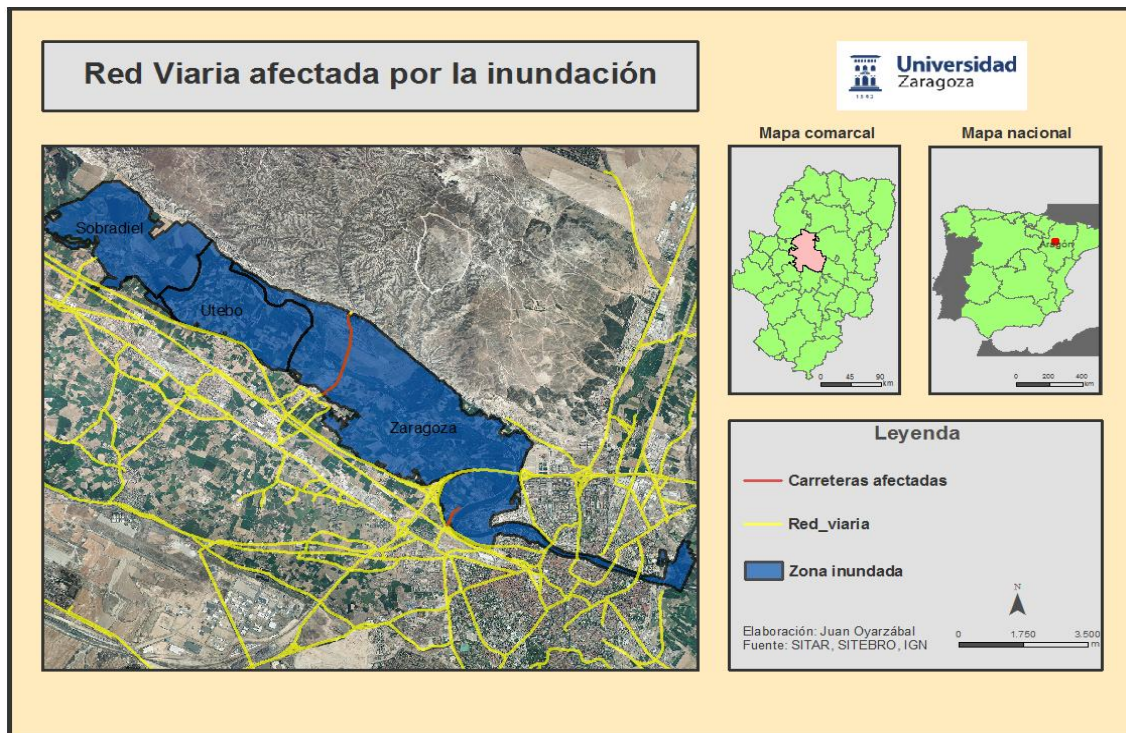 Red Viaria afectada por la inundación
Universidad
Zaragoza
1542
Mapa comarcal
Mapa nacional
Sobradiel
Utebo
Zaragoza
Aragón
0 45 90
km
0 200 400
km
Leyenda
Carreteras afectadas
Red_viaria
Zona inundada
N
Elaboración: Juan Oyarzábal
Fuente: SITAR, SITEBRO, IGN
0 1.750 3.500
m